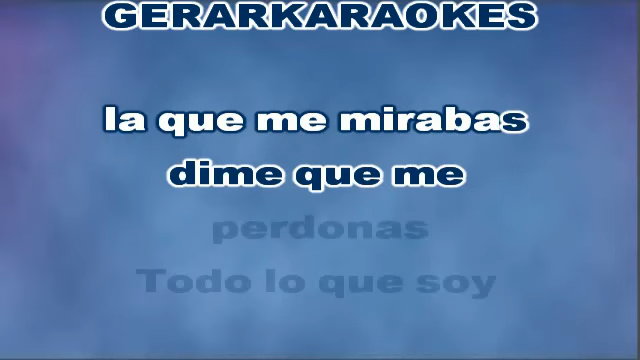 GERARKARAOKES
la que me mirabas
dime que me
perdonas
Todo lo que soy